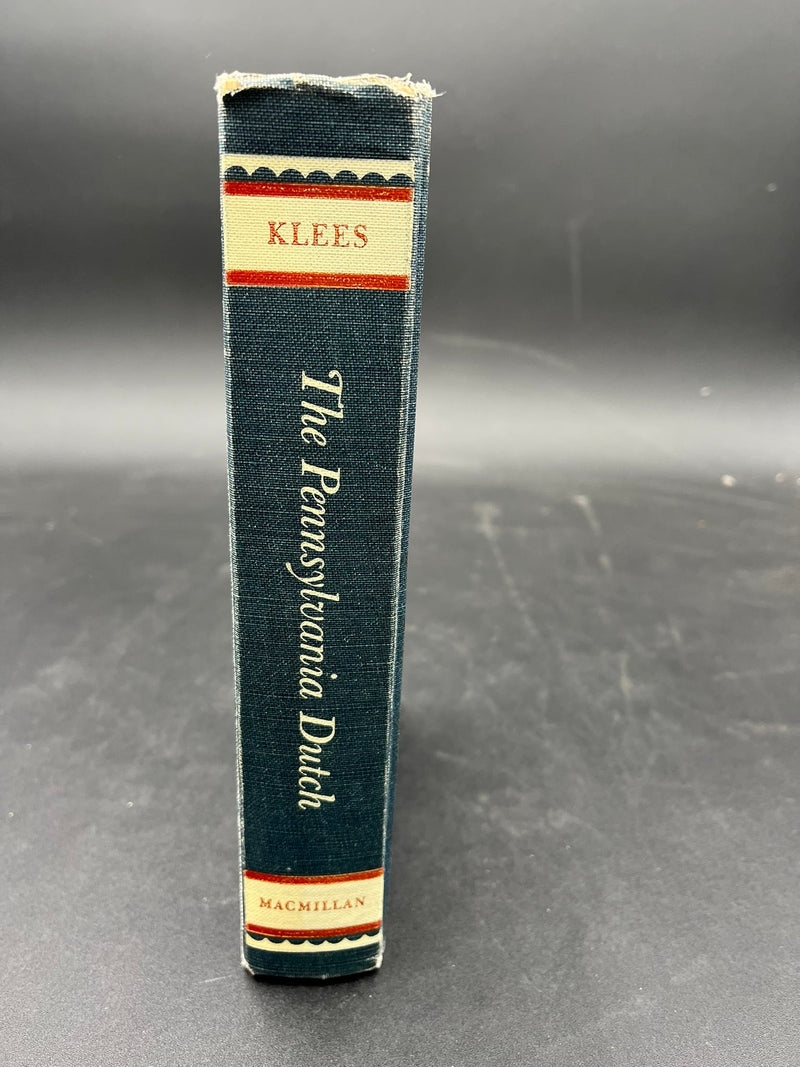 KLEES
The Pennsylvania Dutch
MACMILLAN